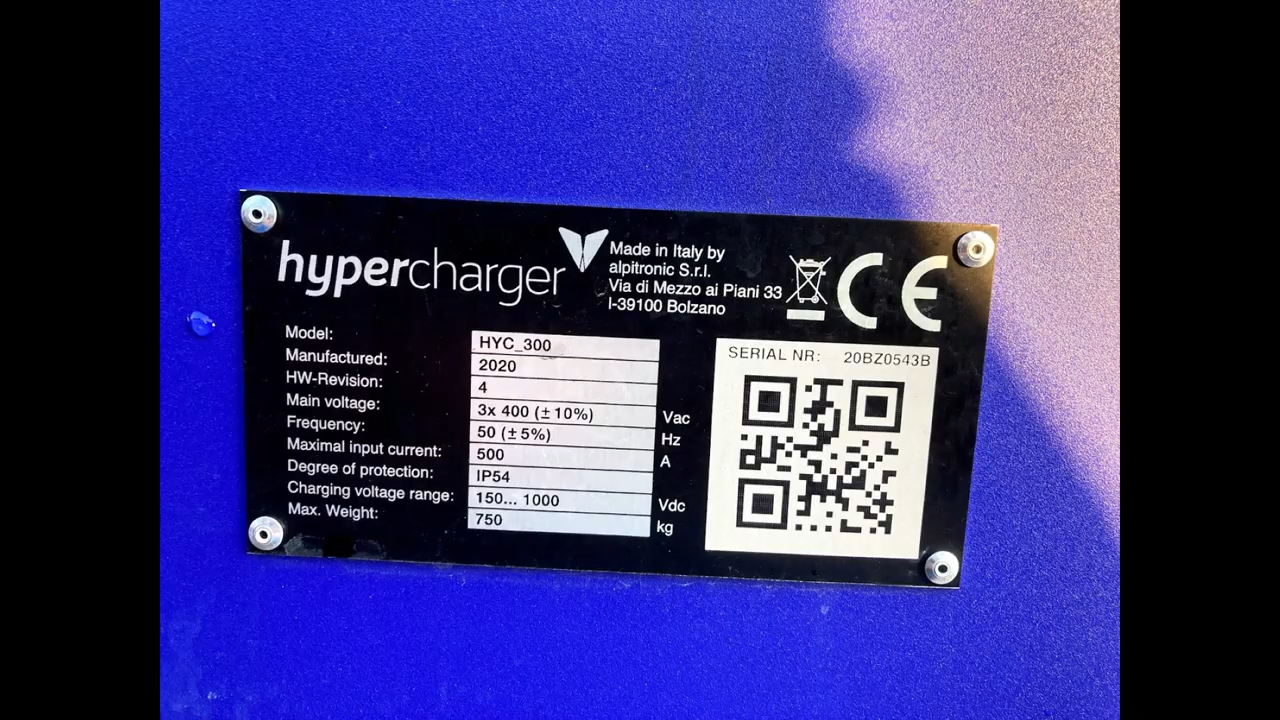 hypercharger
Made in Italy by
alpitronic S.r.l.
Via di Mezzo ai Piani 33
I-39100 Bolzano
CE
Model: HYC_300
Manufactured: 2020
HW-Revision: 4
Main voltage: 3x 400 (±10%) Vac
Frequency: 50 (±5%) Hz
Maximal input current: 500 A
Degree of protection: IP54
Charging voltage range: 150... 1000 Vdc
Max. Weight: 750 kg
SERIAL NR: 20BZ0543B